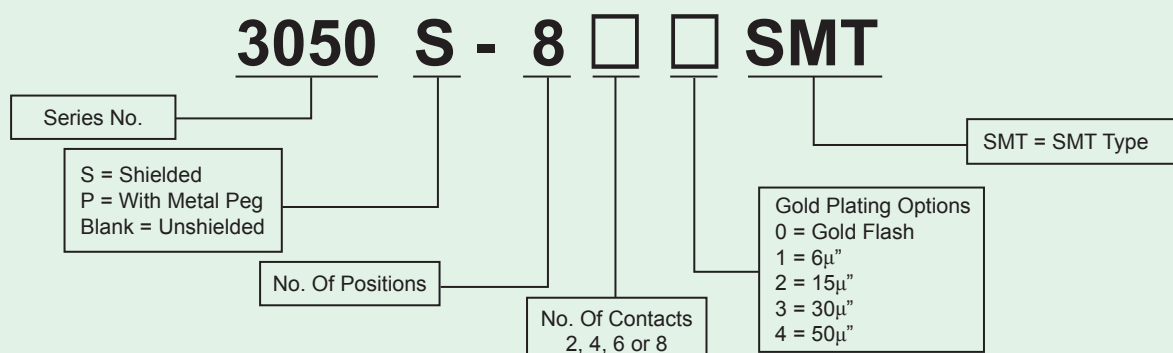 3050 S - 8 □ □ SMT
Series No.
SMT = SMT Type
S = Shielded
P = With Metal Peg
Blank = Unshielded
Gold Plating Options
0 = Gold Flash
1 = 6µ”
2 = 15µ”
3 = 30µ”
4 = 50µ”
No. Of Positions
No. Of Contacts
2, 4, 6 or 8